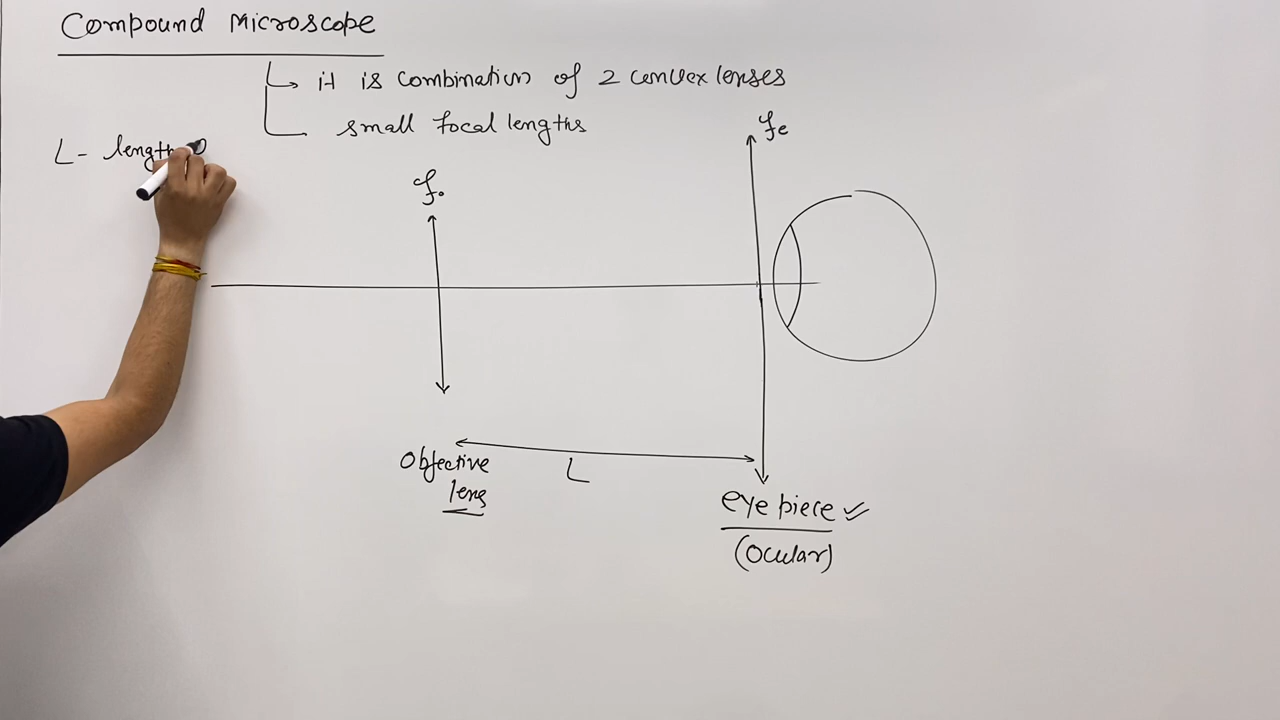 Compound Microscope
it is combination of 2 convex lenses
small focal lengths
L - length o
fo
fe
L
Objective
lens
eye piece
(Ocular)